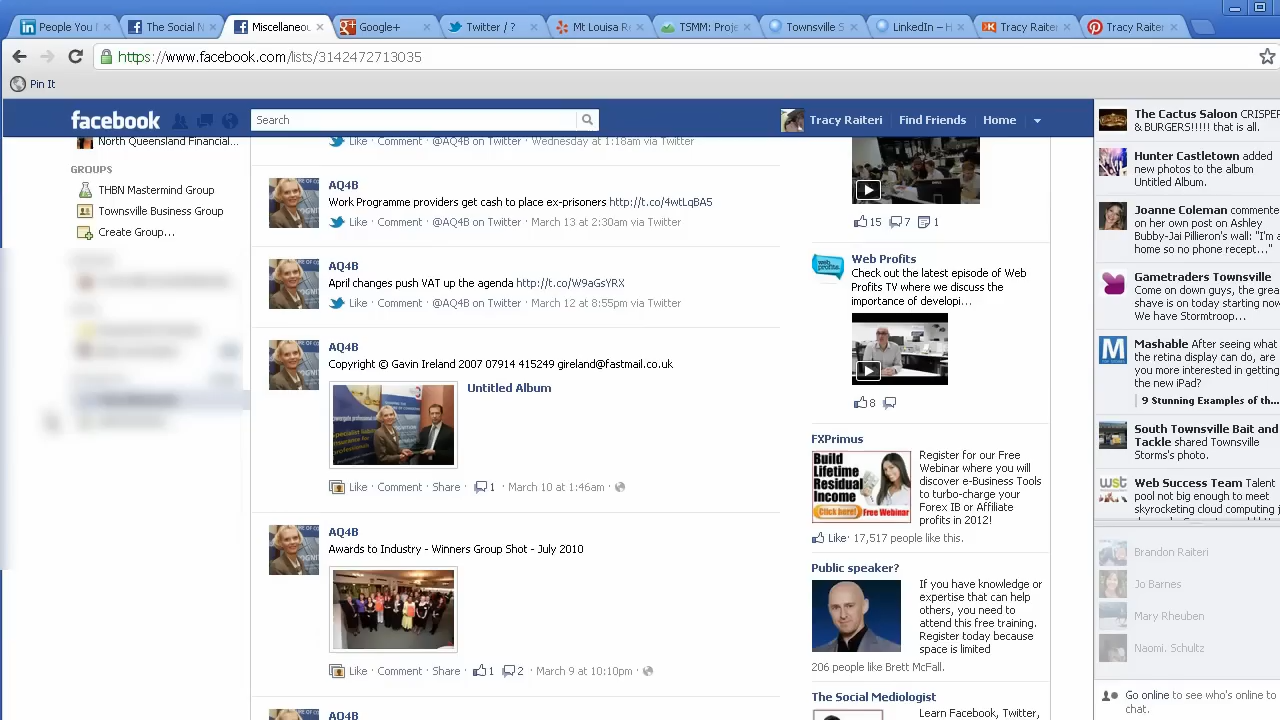 People Y
The Social N
Miscellaneou
Google+
Twitter / ?
Mt Louisa R
TSMM: Proj
Townsville S
LinkedIn – H
Tracy Raiter
Tracy Raiter
https://www.facebook.com/lists/3142472713035
Pin It
facebook
Search
Tracy Raiteri
Find Friends
Home
North Queensland Financial...
GROUPS
THBN Mastermind Group
Townsville Business Group
Create Group...
Like · Comment · @AQ4B on Twitter · Wednesday at 1:18am via Twitter
AQ4B
Work Programme providers get cash to place ex-prisoners http://t.co/4wtLqBA5
Like · Comment · @AQ4B on Twitter · March 13 at 2:30am via Twitter
AQ4B
April changes push VAT up the agenda http://t.co/W9aGsYRX
Like · Comment · @AQ4B on Twitter · March 12 at 8:55pm via Twitter
AQ4B
Copyright © Gavin Ireland 2007 07914 415249 gireland@fastmail.co.uk
Untitled Album
Like · Comment · Share · 1 · March 10 at 1:46am ·
AQ4B
Awards to Industry - Winners Group Shot - July 2010
Like · Comment · Share · 1 2 · March 9 at 10:10pm ·
AQ4B
15 7 1
Web Profits
Check out the latest episode of Web
Profits TV where we discuss the
importance of developi...
8
FXPrimus
Build
Lifetime
Residual
Income
Click here!
Free Webinar
Register for our Free
Webinar where you will
discover e-Business Tools
to turbo-charge your
Forex IB or Affiliate
profits in 2012!
Like · 17,517 people like this.
Public speaker?
If you have knowledge or
expertise that can help
others, you need to
attend this free training.
Register today because
space is limited
206 people like Brett McFall.
The Social Mediologist
Learn Facebook, Twitter,
The Cactus Saloon CRISPER
& BURGERS!!!!! that is all.
Hunter Castletown added
new photos to the album
Untitled Album.
Joanne Coleman commente
on her own post on Ashley
Bubby-Jai Pillieron's wall: "I'm a
home so no phone receipt..."
Gametraders Townsville
Come on down guys, the grea
shave is on today starting now
We have Stormtroop...
Mashable After seeing what
the retina display can do, are
you more interested in getting
the new iPad?
9 Stunning Examples of th...
South Townsville Bait and
Tackle shared Townsville
Storms's photo.
Web Success Team Talent
pool not big enough to meet
skyrocketing cloud computing j
Brandon Raiteri
Jo Barnes
Mary Rheuben
Naomi. Schultz
Go online to see who's online to
chat.